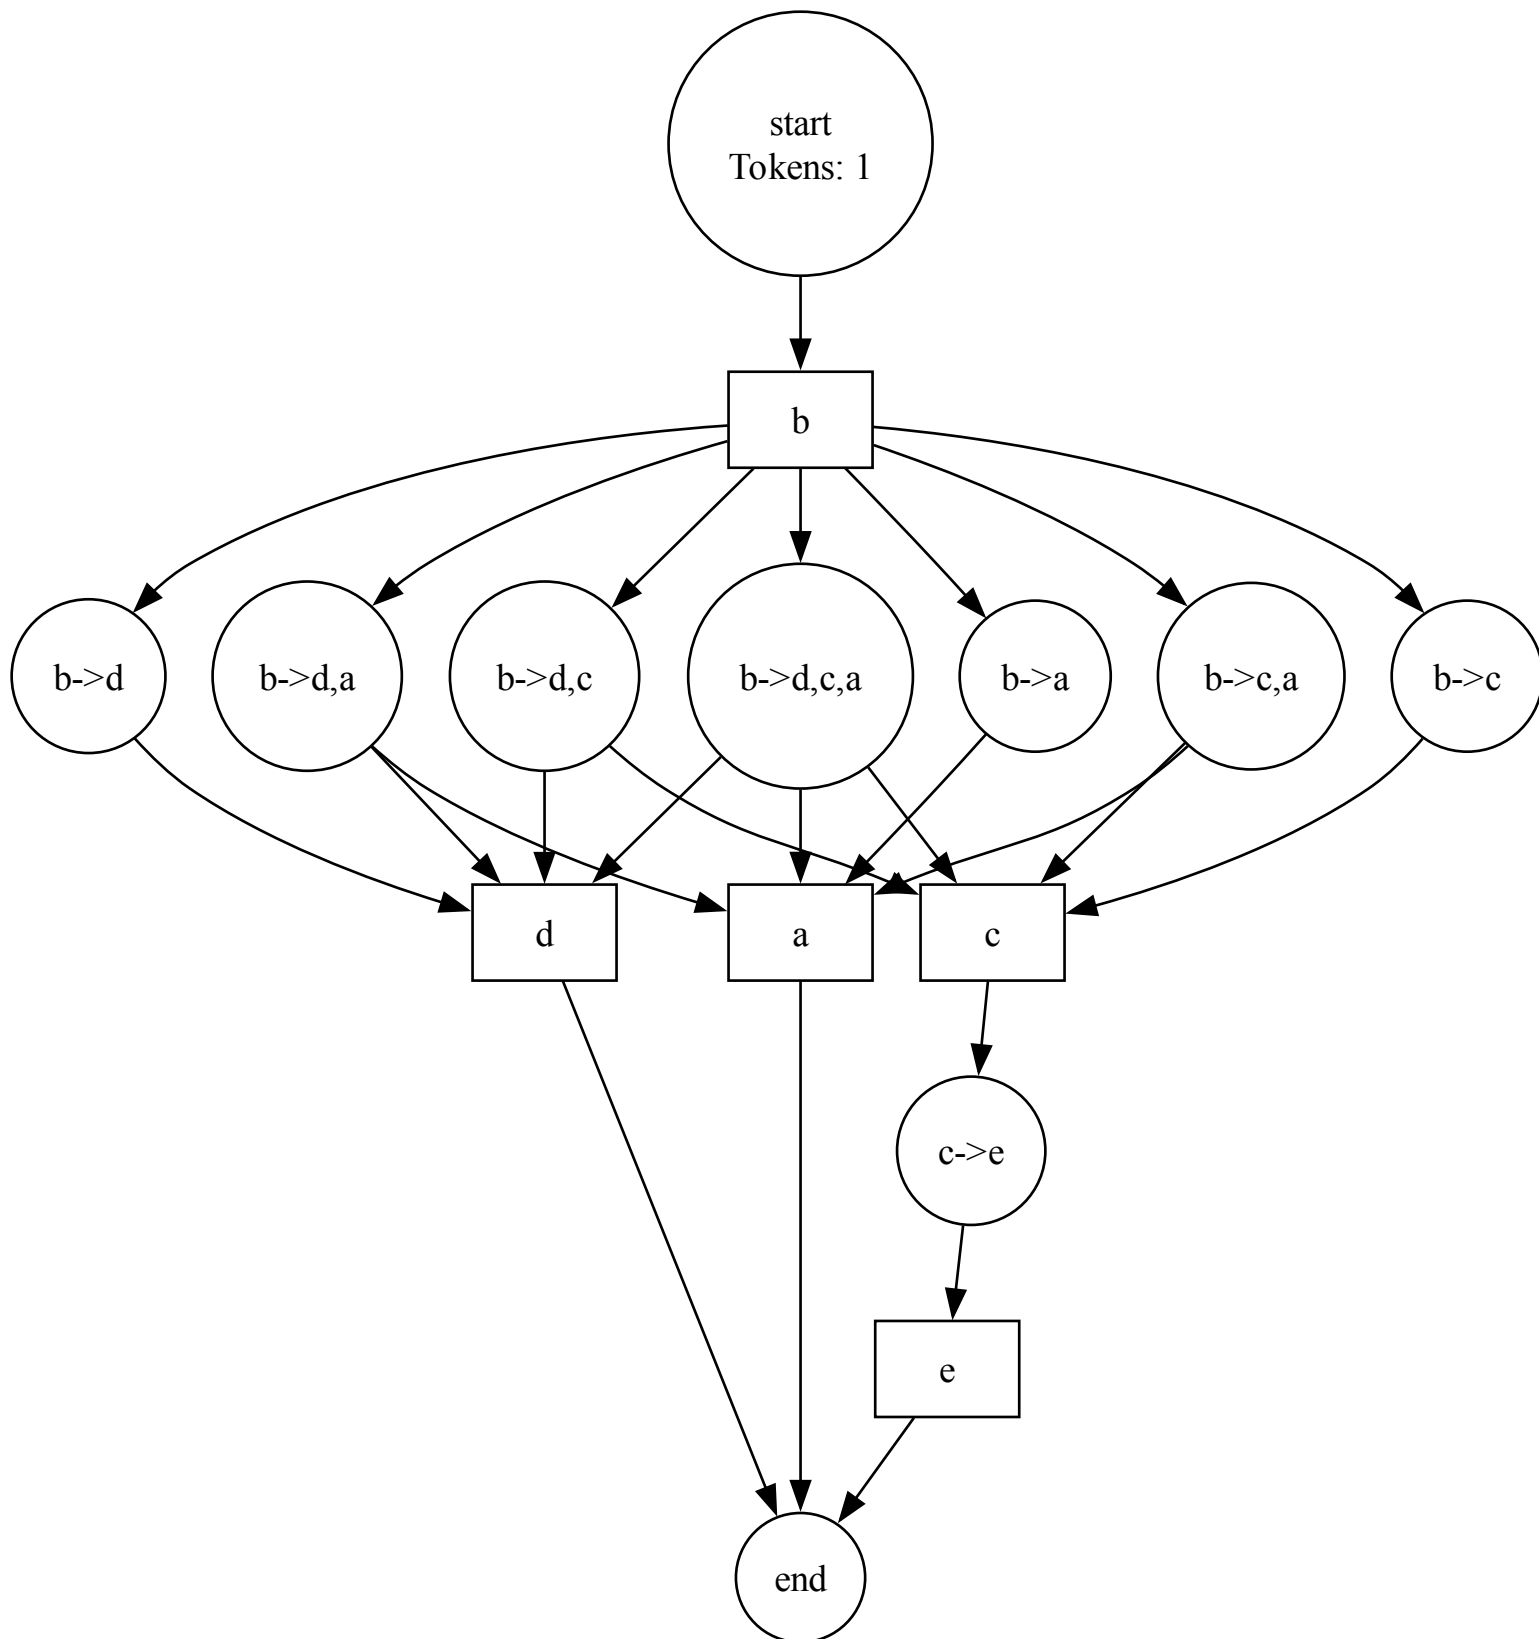 start
Tokens: 1
b
b->d
b->d,a
b->d,c
b->d,c,a
b->a
b->c,a
b->c
d
a
c
c->e
e
end